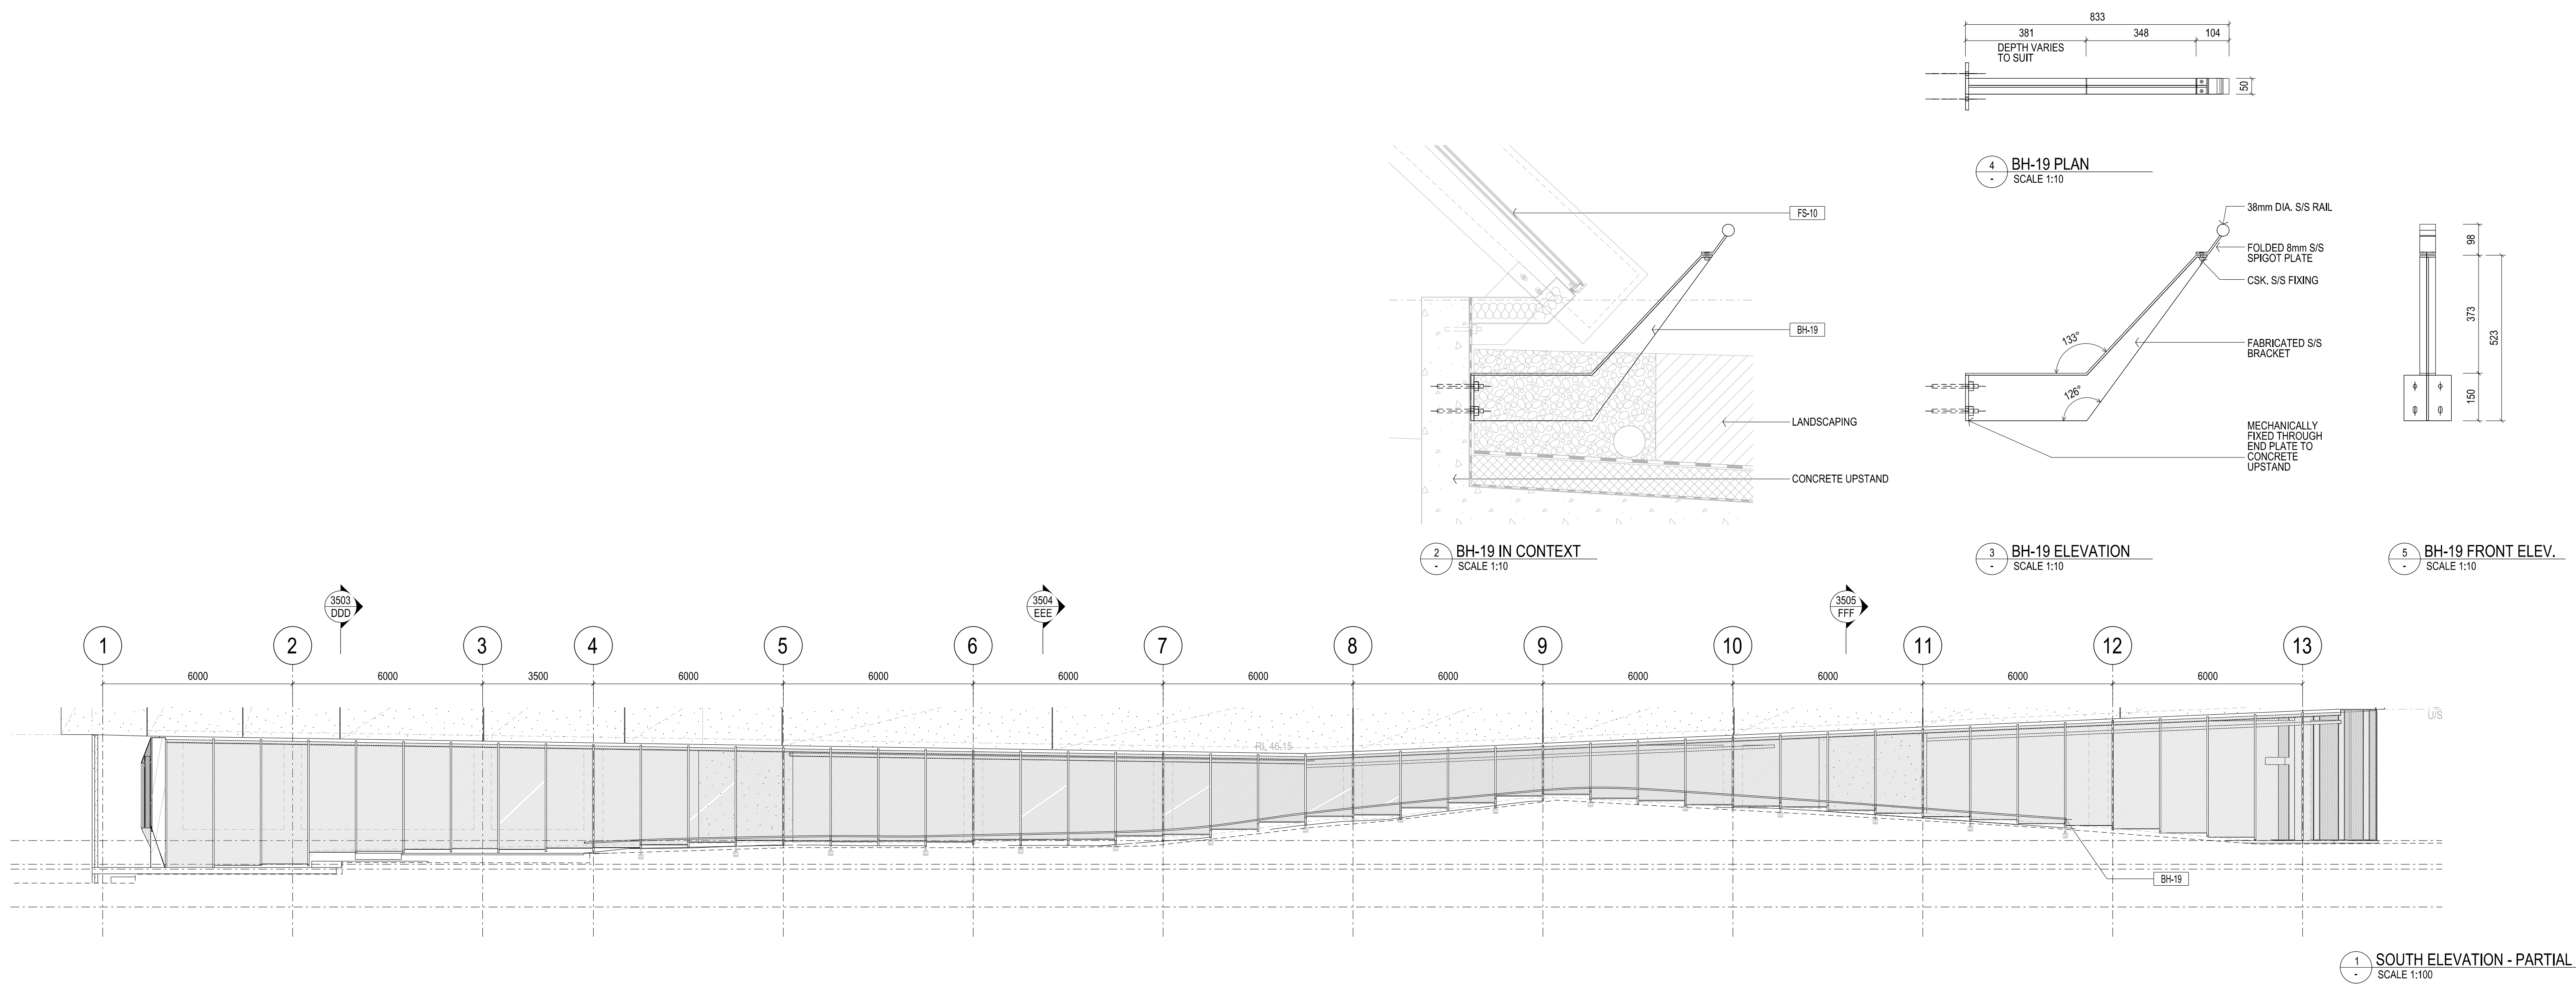 833
381
348
104
DEPTH VARIES
TO SUIT
50
4
-
BH-19 PLAN
SCALE 1:10
FS-10
BH-19
LANDSCAPING
CONCRETE UPSTAND
2
-
BH-19 IN CONTEXT
SCALE 1:10
38mm DIA. S/S RAIL
FOLDED 8mm S/S
SPIGOT PLATE
CSK. S/S FIXING
133°
126°
FABRICATED S/S
BRACKET
MECHANICALLY
FIXED THROUGH
END PLATE TO
CONCRETE
UPSTAND
3
-
BH-19 ELEVATION
SCALE 1:10
98
373
523
150
5
-
BH-19 FRONT ELEV.
SCALE 1:10
3503
DDD
3504
EEE
3505
FFF
1
2
3
4
5
6
7
8
9
10
11
12
13
6000
6000
3500
6000
6000
6000
6000
6000
6000
6000
6000
6000
U/S
RL 46.15
BH-19
1
-
SOUTH ELEVATION - PARTIAL
SCALE 1:100